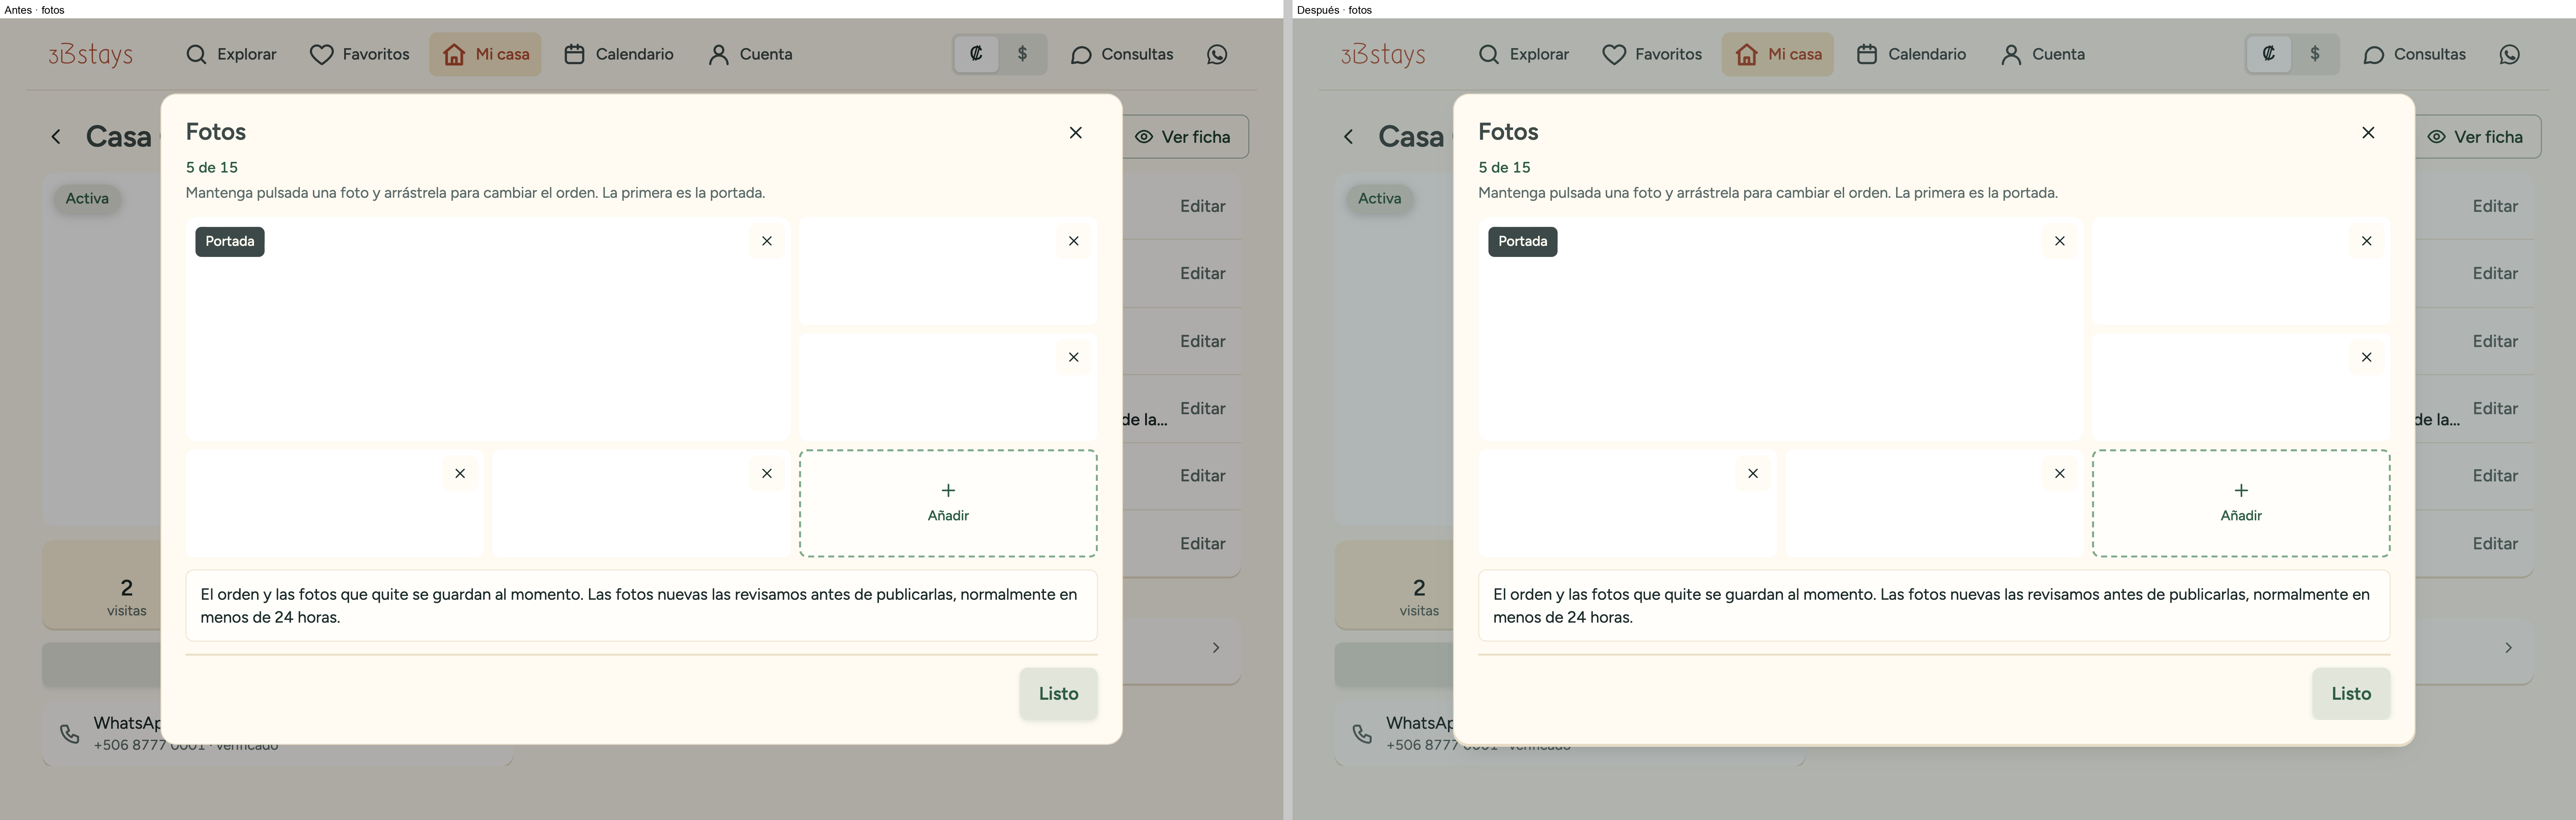 Antes · fotos
3Bstays
Explorar
Favoritos
Mi casa
Calendario
Cuenta
₡
$
Consultas
Casa
Ver ficha
Activa
Fotos
5 de 15
Mantenga pulsada una foto y arrástrela para cambiar el orden. La primera es la portada.
Portada
Editar
Editar
Editar
de la... Editar
Editar
Editar
Añadir
El orden y las fotos que quite se guardan al momento. Las fotos nuevas las revisamos antes de publicarlas, normalmente en
menos de 24 horas.
2
visitas
Listo
WhatsAp
+506 8777
Después · fotos
3Bstays
Explorar
Favoritos
Mi casa
Calendario
Cuenta
₡
$
Consultas
Casa
Ver ficha
Activa
Fotos
5 de 15
Mantenga pulsada una foto y arrástrela para cambiar el orden. La primera es la portada.
Portada
Editar
Editar
Editar
de la... Editar
Editar
Editar
Añadir
El orden y las fotos que quite se guardan al momento. Las fotos nuevas las revisamos antes de publicarlas, normalmente en
menos de 24 horas.
2
visitas
Listo
WhatsAp
+506 8777